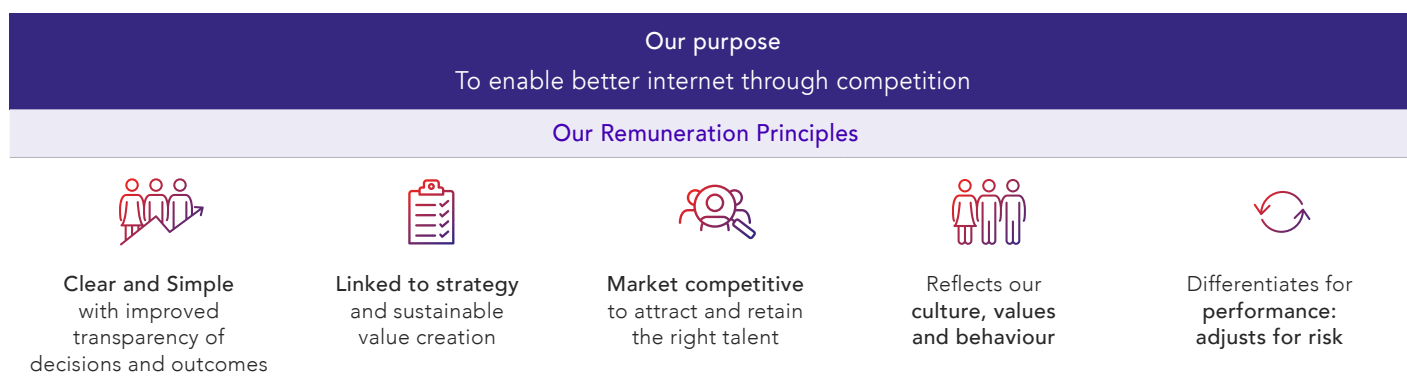 Our purpose
To enable better internet through competition
Our Remuneration Principles
Clear and Simple
with improved
transparency of
decisions and outcomes
Linked to strategy
and sustainable
value creation
Market competitive
to attract and retain
the right talent
Reflects our
culture, values
and behaviour
Differentiates for
performance:
adjusts for risk